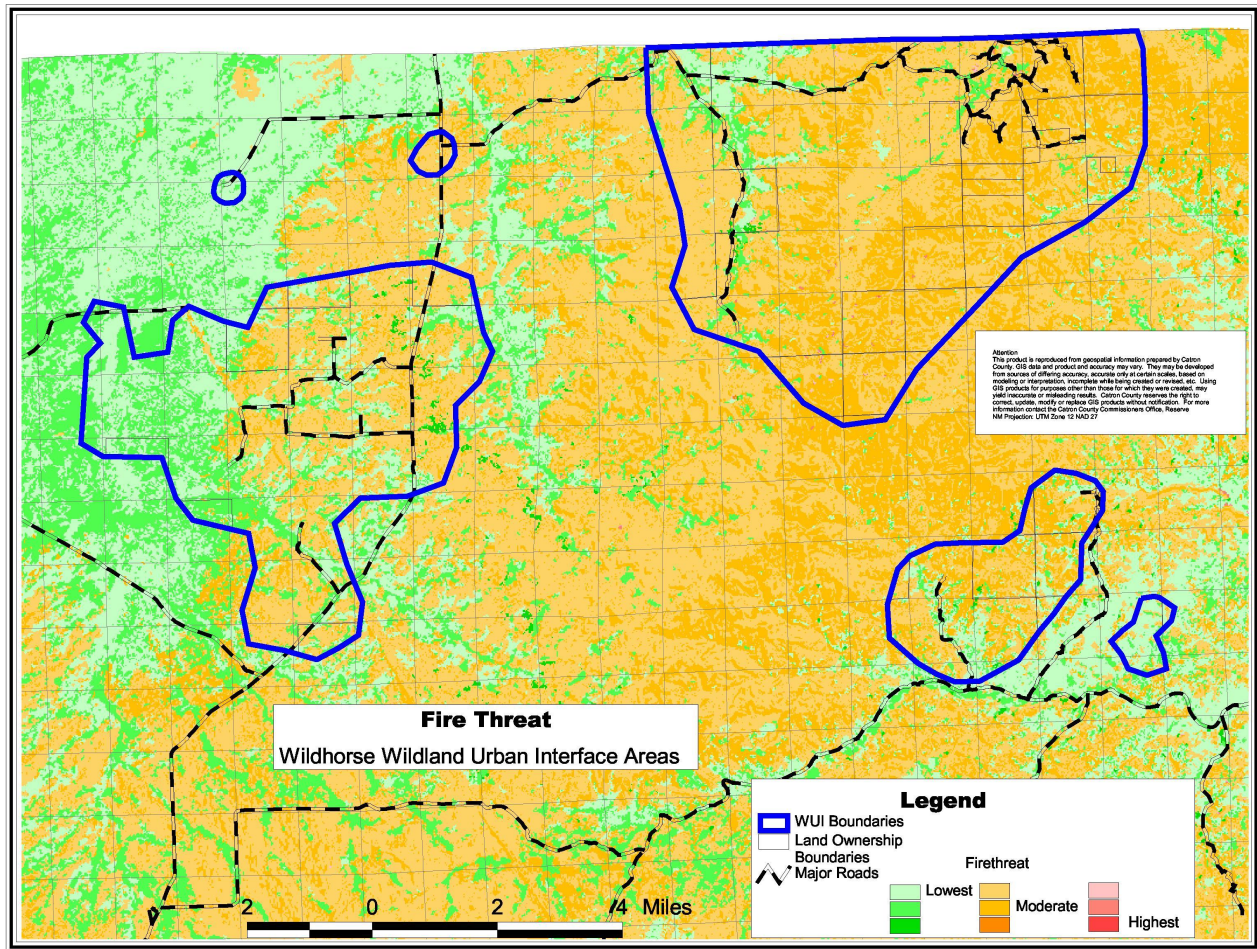 Attention
This product is reproduced from geospatial information prepared by Catron
County. GIS data and product and accuracy may vary. They may be developed
from sources of differing accuracy, accurate only at certain scales, based on
modeling or interpretation, incomplete while being created or revised, etc. Using
GIS products for purposes other than those for which they were created, may
yield inaccurate or misleading results. Catron County reserves the right to
correct, update, modify or replace GIS products without notification. For more
information contact the Catron County Commissioners Office, Reserve
NM Projection: UTM Zone 12 NAD 27
Fire Threat
Wildhorse Wildland Urban Interface Areas
Legend
WUI Boundaries
Land Ownership
Boundaries
Major Roads
Firethreat
Lowest
Moderate
Highest
2 0 2 4 Miles